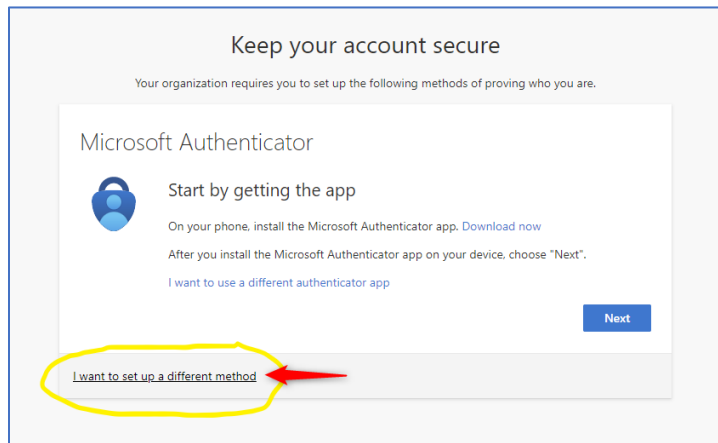 Keep your account secure
Your organization requires you to set up the following methods of proving who you are.
Microsoft Authenticator
Start by getting the app
On your phone, install the Microsoft Authenticator app. Download now
After you install the Microsoft Authenticator app on your device, choose "Next".
I want to use a different authenticator app
Next
I want to set up a different method